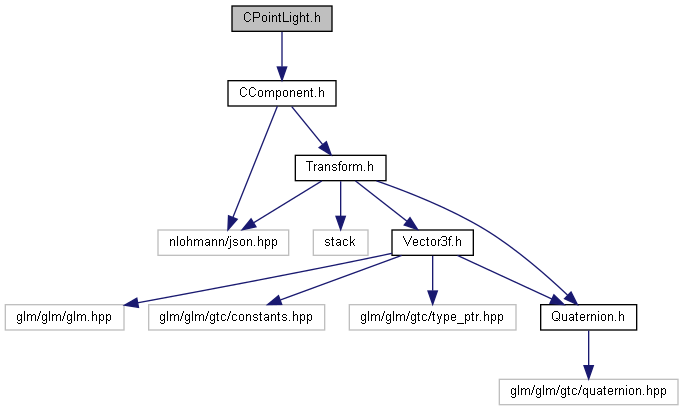 CPointLight.h
CComponent.h
Transform.h
nlohmann/json.hpp
stack
Vector3f.h
glm/glm/glm.hpp
glm/glm/gtc/constants.hpp
glm/glm/gtc/type_ptr.hpp
Quaternion.h
glm/glm/gtc/quaternion.hpp